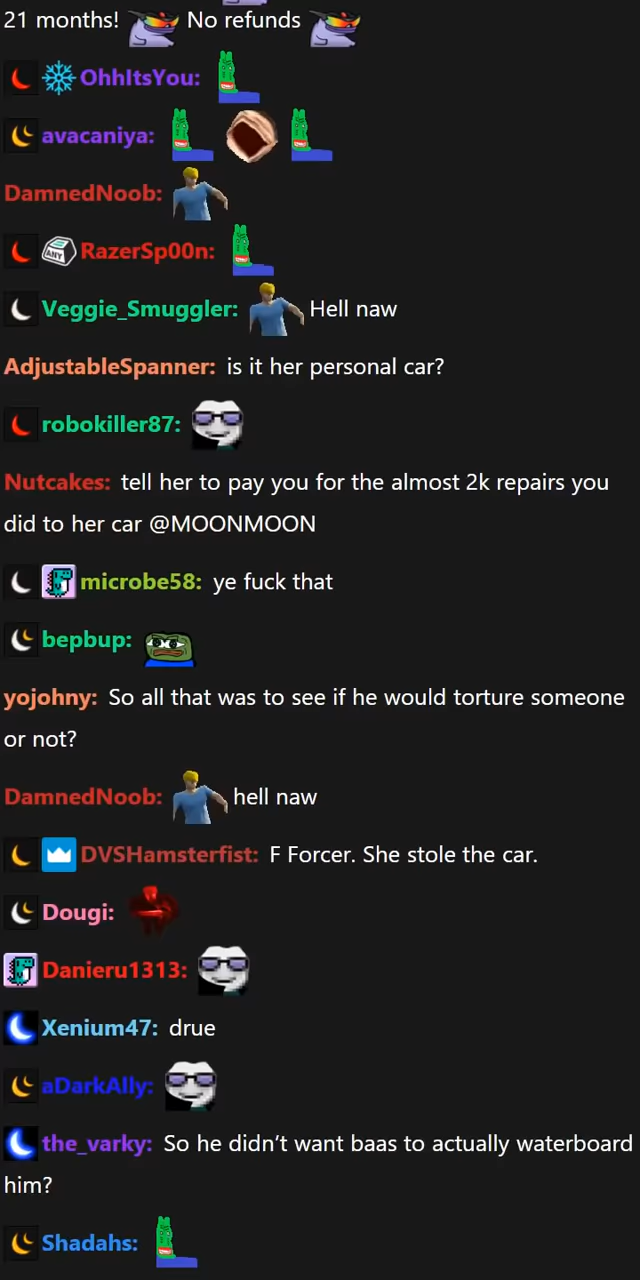 21 months! No refunds
OhhItsYou:
avacaniya:
DamnedNoob:
ANY RazerSp00n:
Veggie_Smuggler: Hell naw
AdjustableSpanner: is it her personal car?
robokiller87:
Nutcakes: tell her to pay you for the almost 2k repairs you
did to her car @MOONMOON
microbe58: ye fuck that
bepbup:
yojohny: So all that was to see if he would torture someone
or not?
DamnedNoob: hell naw
DVSHamsterfist: F Forcer. She stole the car.
Dougi:
Danieru1313:
Xenium47: drue
aDarkAlly:
the_varky: So he didn't want baas to actually waterboard
him?
Shadahs: